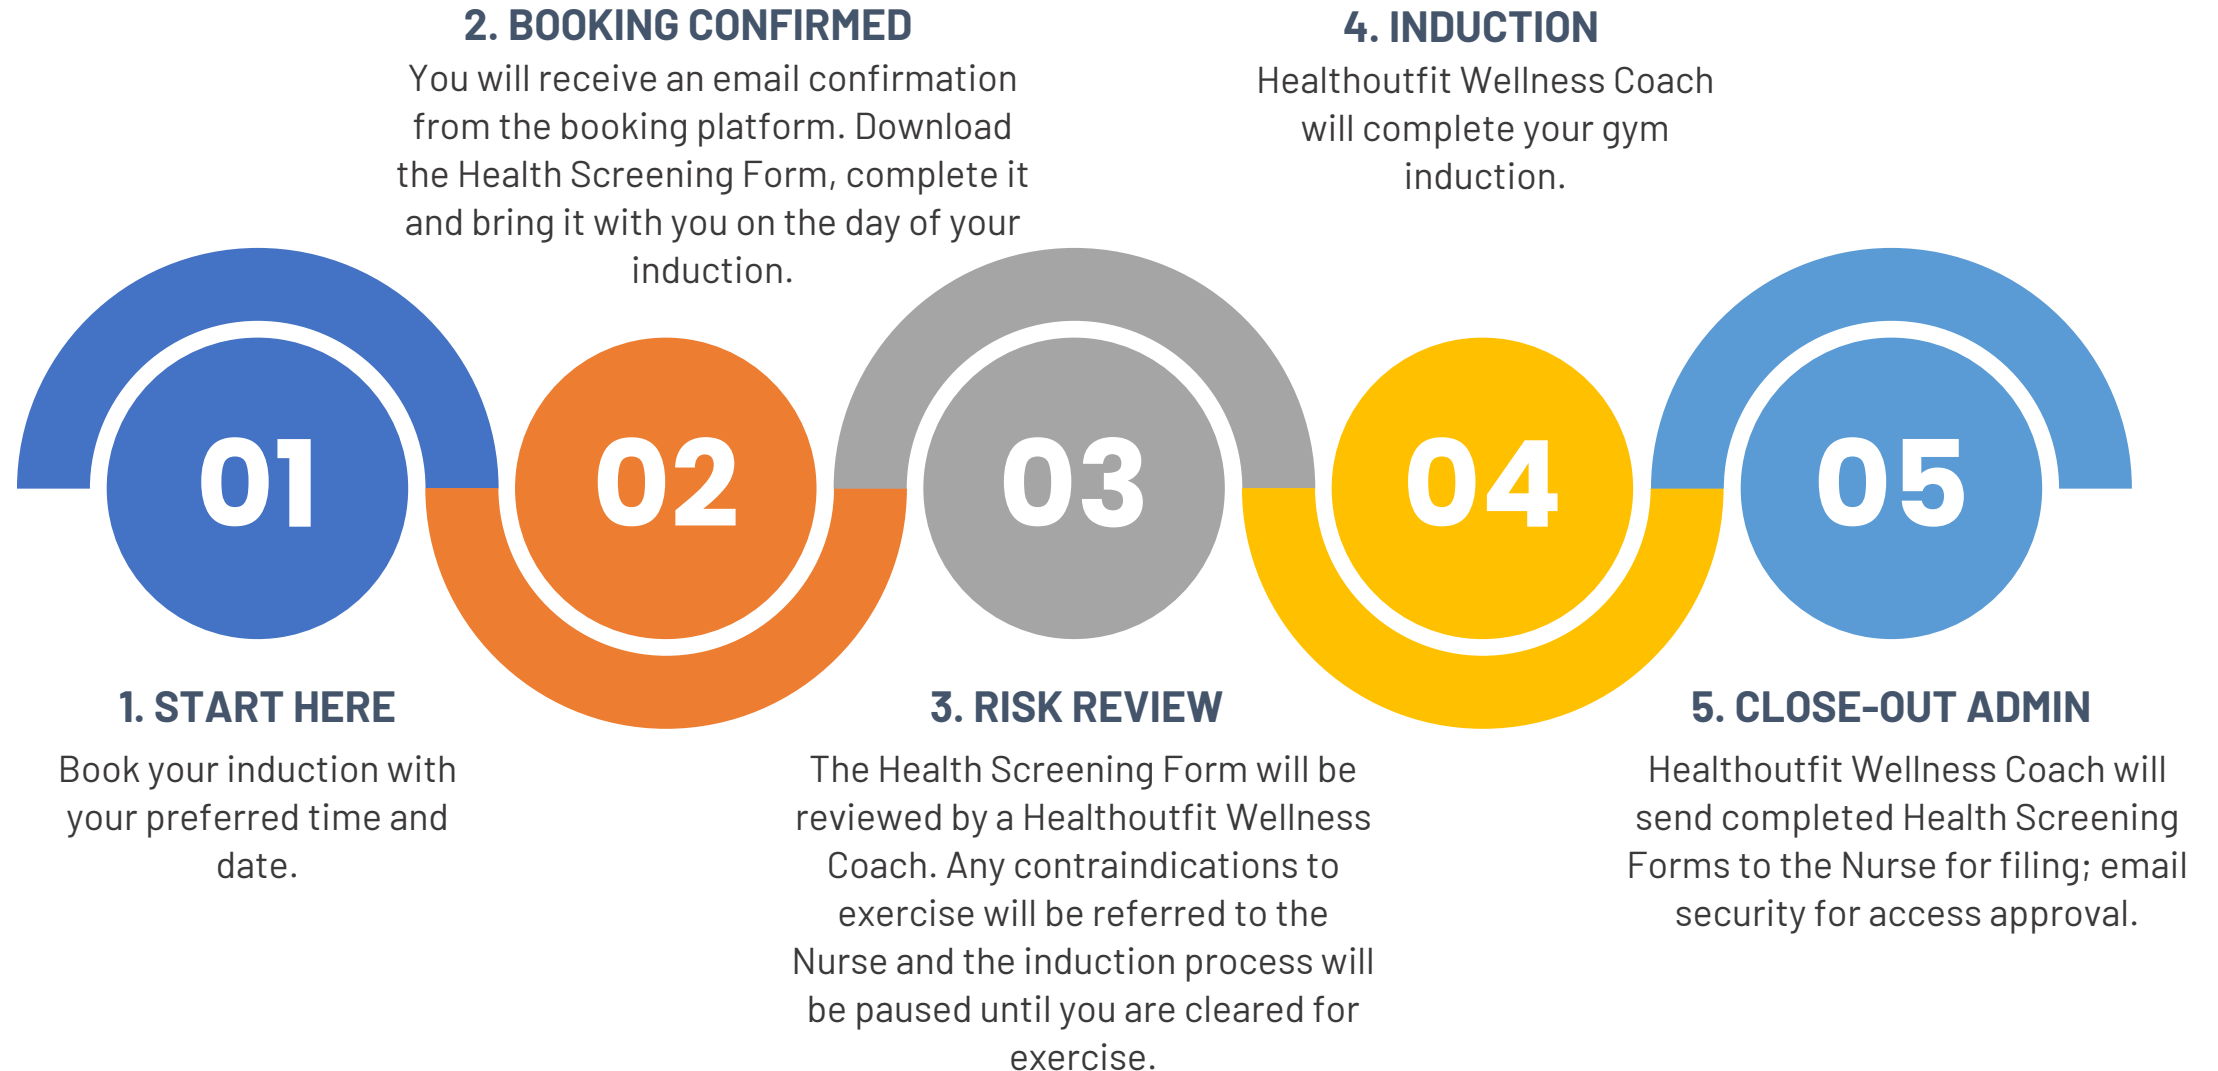 2. BOOKING CONFIRMED
You will receive an email confirmation
from the booking platform. Download
the Health Screening Form, complete it
and bring it with you on the day of your
induction.
4. INDUCTION
Healthoutfit Wellness Coach
will complete your gym
induction.
01
02
03
04
05
1. START HERE
Book your induction with
your preferred time and
date.
3. RISK REVIEW
The Health Screening Form will be
reviewed by a Healthoutfit Wellness
Coach. Any contraindications to
exercise will be referred to the
Nurse and the induction process will
be paused until you are cleared for
exercise.
5. CLOSE-OUT ADMIN
Healthoutfit Wellness Coach will
send completed Health Screening
Forms to the Nurse for filing; email
security for access approval.